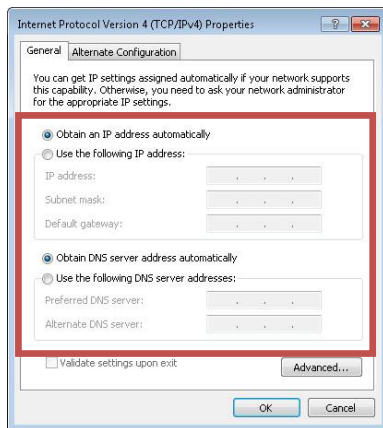 Internet Protocol Version 4 (TCP/IPv4) Properties
General
Alternate Configuration
You can get IP settings assigned automatically if your network supports
this capability. Otherwise, you need to ask your network administrator
for the appropriate IP settings.
Obtain an IP address automatically
Use the following IP address:
IP address:
Subnet mask:
Default gateway:
Obtain DNS server address automatically
Use the following DNS server addresses:
Preferred DNS server:
Alternate DNS server:
Validate settings upon exit
Advanced...
OK
Cancel